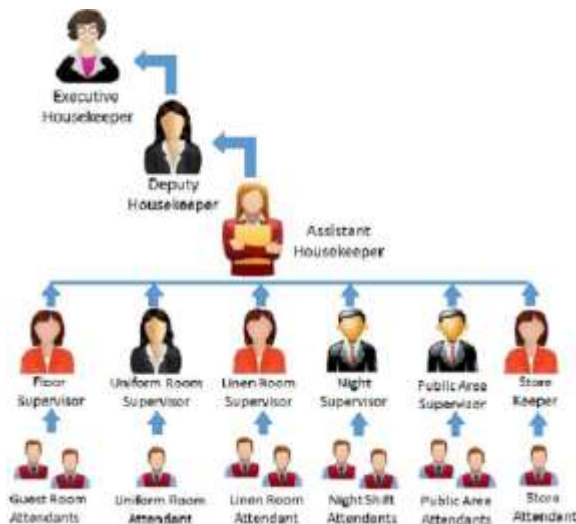 Executive
Housekeeper
Deputy
Housekeeper
Assistant
Housekeeper
Floor
Supervisor
Uniform Room
Supervisor
Linen Room
Supervisor
Night
Supervisor
Public Area
Supervisor
Store
Keeper
Guest Room
Attendants
Uniform Room
Attendant
Linen Room
Attendant
Night Shift
Attendants
Public Area
Attendants
Store
Attendant